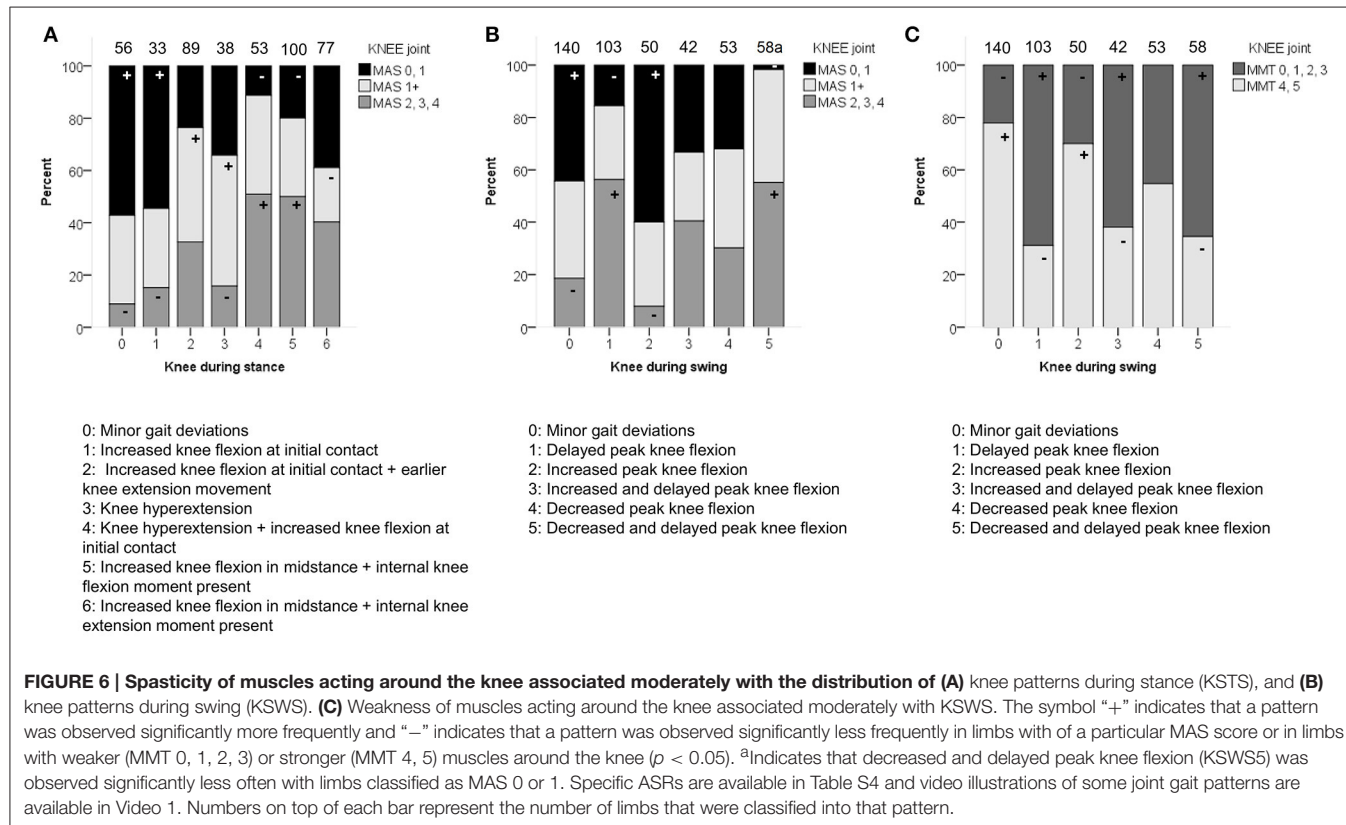 A
56 33 89 38 53 100 77
KNEE joint
MAS 0, 1
MAS 1+
MAS 2, 3, 4
100
80
60
40
20
0
Percent
+ + - -
+ + -
+ +
- - -
0 1 2 3 4 5 6
Knee during stance
0: Minor gait deviations
1: Increased knee flexion at initial contact
2: Increased knee flexion at initial contact + earlier
knee extension movement
3: Knee hyperextension
4: Knee hyperextension + increased knee flexion at
initial contact
5: Increased knee flexion in midstance + internal knee
flexion moment present
6: Increased knee flexion in midstance + internal knee
extension moment present
B
140 103 50 42 53 58a
KNEE joint
MAS 0, 1
MAS 1+
MAS 2, 3, 4
100
80
60
40
20
0
Percent
+ - + -
+ +
- -
0 1 2 3 4 5
Knee during swing
0: Minor gait deviations
1: Delayed peak knee flexion
2: Increased peak knee flexion
3: Increased and delayed peak knee flexion
4: Decreased peak knee flexion
5: Decreased and delayed peak knee flexion
C
140 103 50 42 53 58
KNEE joint
MMT 0, 1, 2, 3
MMT 4, 5
100
80
60
40
20
0
Percent
- + - + +
+ +
- - -
0 1 2 3 4 5
Knee during swing
0: Minor gait deviations
1: Delayed peak knee flexion
2: Increased peak knee flexion
3: Increased and delayed peak knee flexion
4: Decreased peak knee flexion
5: Decreased and delayed peak knee flexion
FIGURE 6 | Spasticity of muscles acting around the knee associated moderately with the distribution of (A) knee patterns during stance (KSTS), and (B)
knee patterns during swing (KSWS). (C) Weakness of muscles acting around the knee associated moderately with KSWS. The symbol “+” indicates that a pattern
was observed significantly more frequently and “−” indicates that a pattern was observed significantly less frequently in limbs with of a particular MAS score or in limbs
with weaker (MMT 0, 1, 2, 3) or stronger (MMT 4, 5) muscles around the knee (p < 0.05). aIndicates that decreased and delayed peak knee flexion (KSWS5) was
observed significantly less often with limbs classified as MAS 0 or 1. Specific ASRs are available in Table S4 and video illustrations of some joint gait patterns are
available in Video 1. Numbers on top of each bar represent the number of limbs that were classified into that pattern.